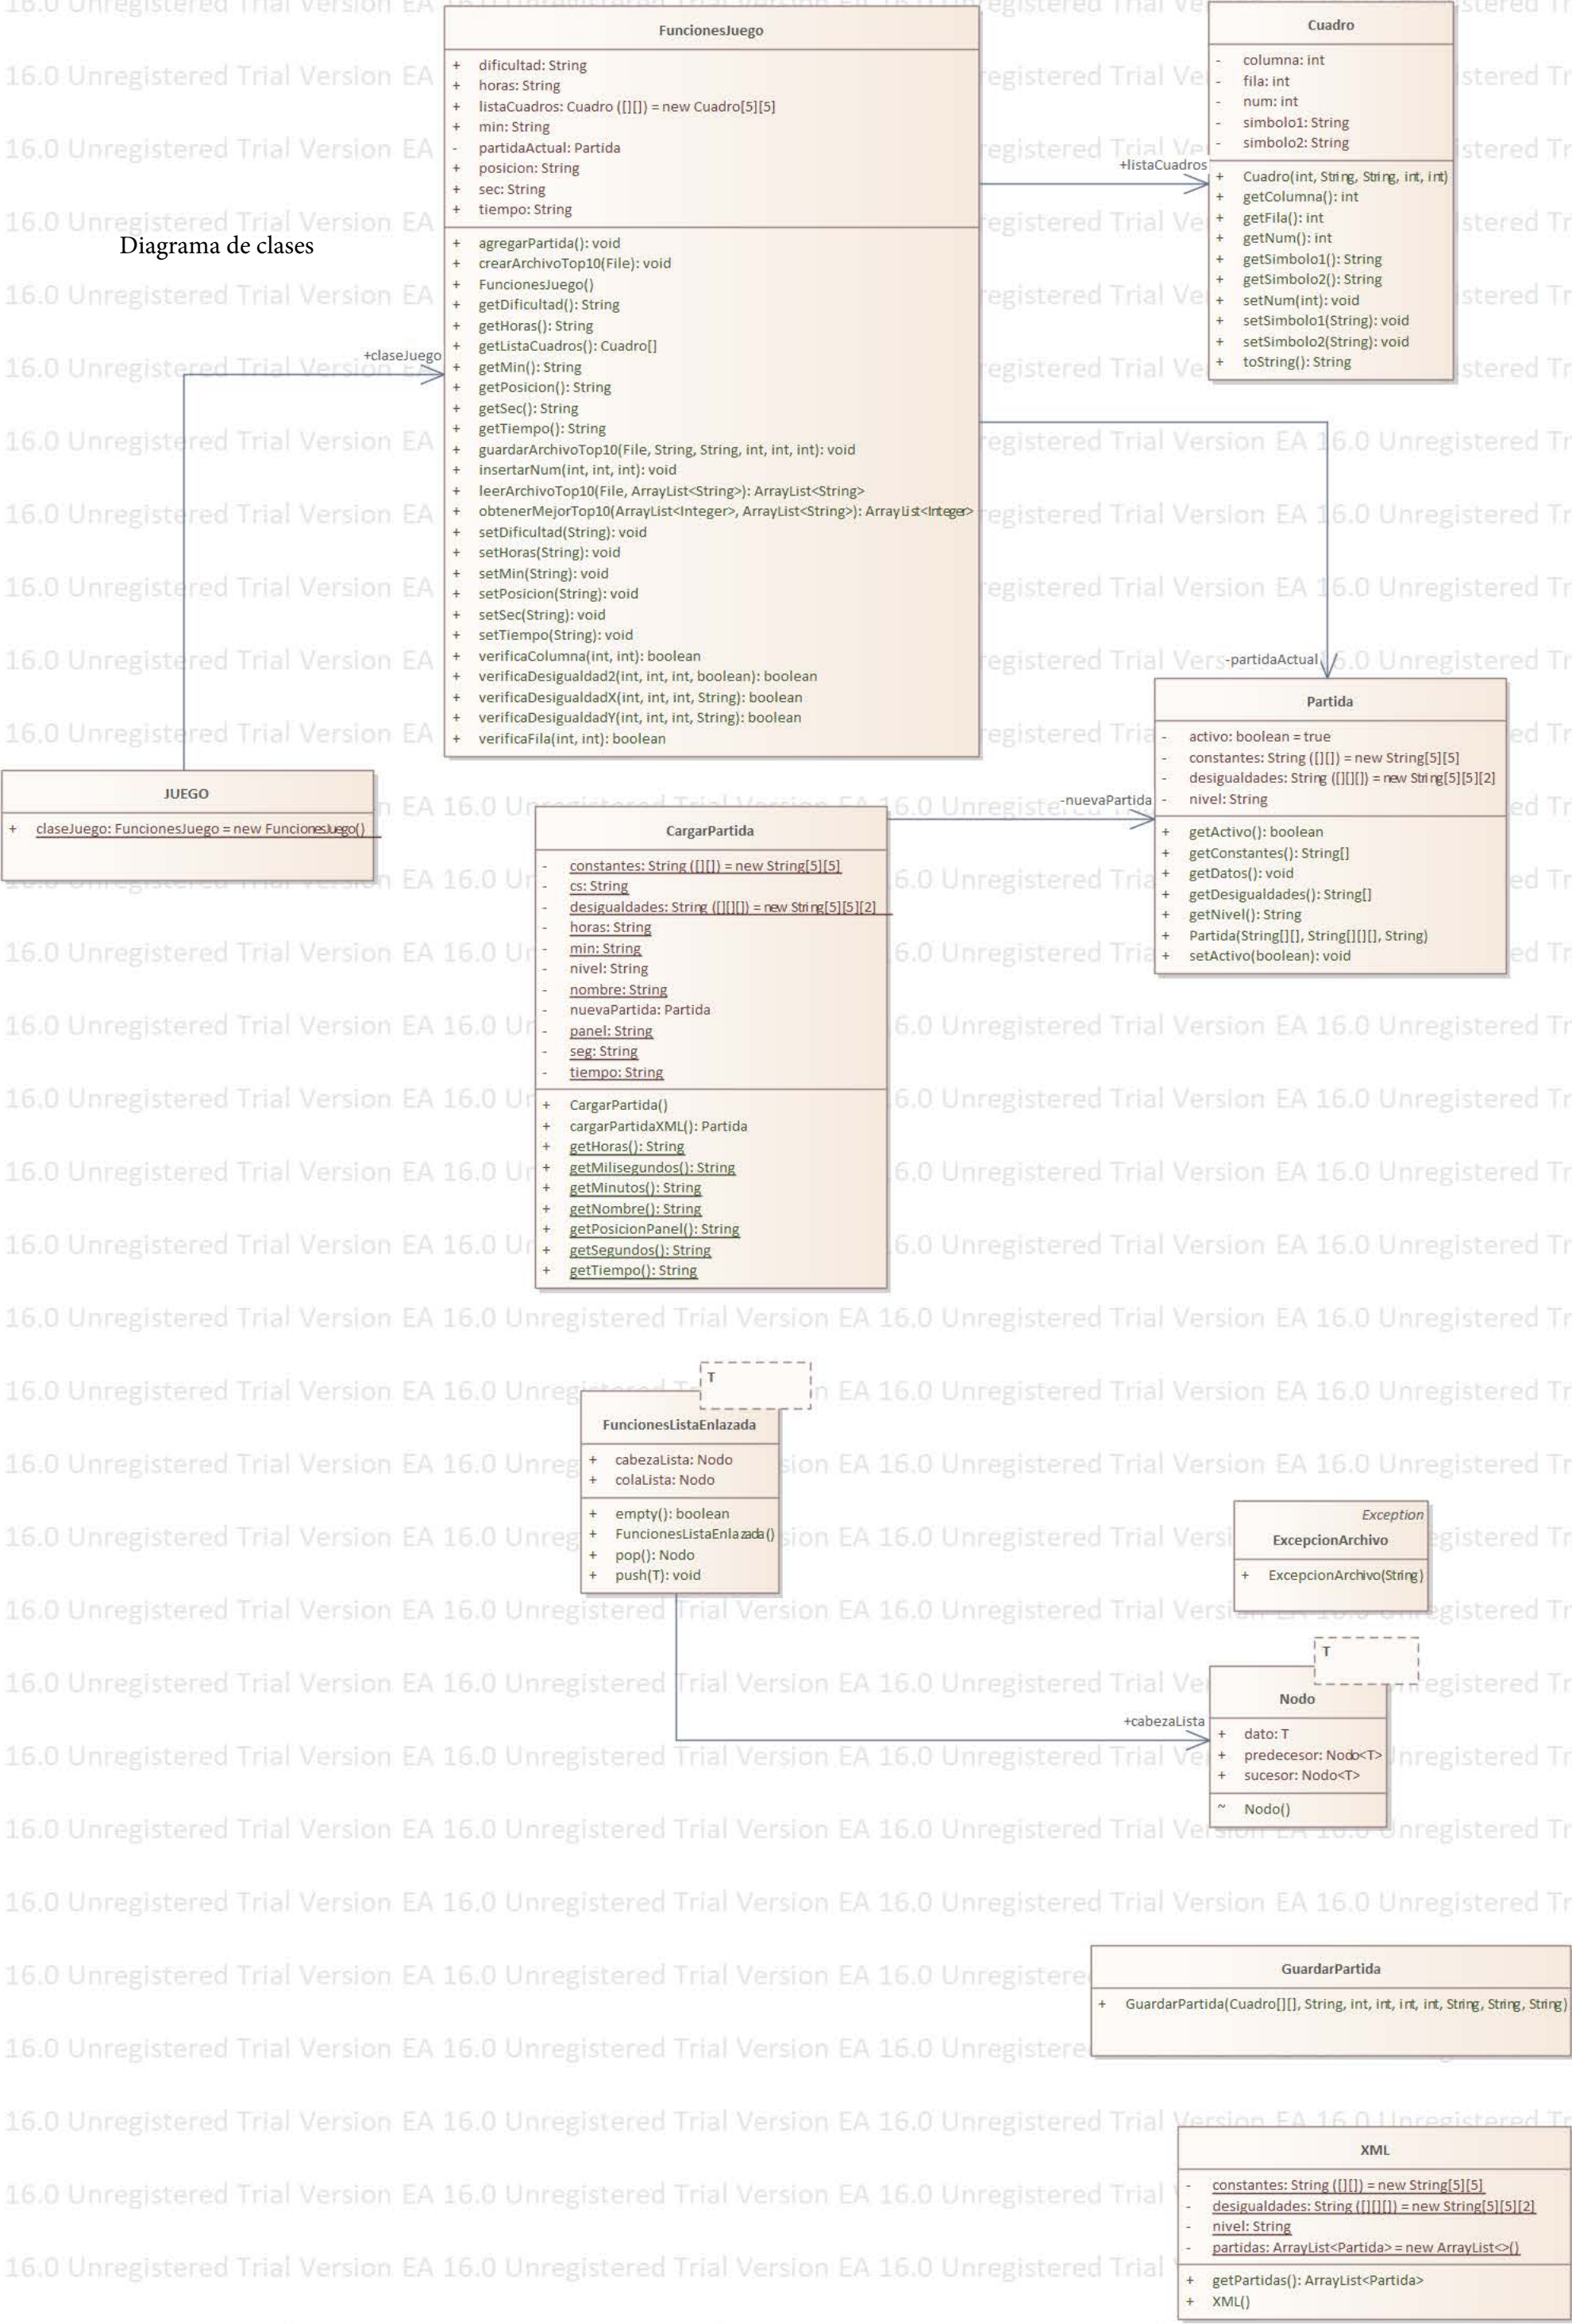 Diagrama de clases
FuncionesJuego
+ dificultad: String
+ horas: String
+ listaCuadros: Cuadro ([][]) = new Cuadro[5][5]
+ min: String
- partidaActual: Partida
+ posicion: String
+ sec: String
+ tiempo: String
+ agregarPartida(): void
+ crearArchivoTop10(File): void
+ FuncionesJuego()
+ getDificultad(): String
+ getHoras(): String
+ getListaCuadros(): Cuadro[]
+ getMin(): String
+ getPosicion(): String
+ getSec(): String
+ getTiempo(): String
+ guardarArchivoTop10(File, String, String, int, int, int): void
+ insertarNum(int, int, int): void
+ leerArchivoTop10(File, ArrayList<String>): ArrayList<String>
+ obtenerMejorTop10(ArrayList<Integer>, ArrayList<String>): ArrayList<Integer>
+ setDificultad(String): void
+ setHoras(String): void
+ setMin(String): void
+ setPosicion(String): void
+ setSec(String): void
+ setTiempo(String): void
+ verificaColumna(int, int): boolean
+ verificaDesigualdad2(int, int, int, boolean): boolean
+ verificaDesigualdadX(int, int, int, String): boolean
+ verificaDesigualdadY(int, int, int, String): boolean
+ verificaFila(int, int): boolean
+listaCuadros
Cuadro
- columna: int
- fila: int
- num: int
- simbolo1: String
- simbolo2: String
+ Cuadro(int, String, String, int, int)
+ getColumna(): int
+ getFila(): int
+ getNum(): int
+ getSimbolo1(): String
+ getSimbolo2(): String
+ setNum(int): void
+ setSimbolo1(String): void
+ setSimbolo2(String): void
+ toString(): String
+claseJuego
JUEGO
+ claseJuego: FuncionesJuego = new FuncionesJuego()
-partidaActual
Partida
- activo: boolean = true
- constantes: String ([][]) = new String[5][5]
- desigualdades: String ([][][]) = new String[5][5][2]
- nivel: String
+ getActivo(): boolean
+ getConstantes(): String[]
+ getDatos(): void
+ getDesigualdades(): String[]
+ getNivel(): String
+ Partida(String[][], String[][][], String)
+ setActivo(boolean): void
-nuevaPartida
CargarPartida
- constantes: String ([][]) = new String[5][5]
- cs: String
- desigualdades: String ([][][]) = new String[5][5][2]
- horas: String
- min: String
- nivel: String
- nombre: String
- nuevaPartida: Partida
- panel: String
- seg: String
- tiempo: String
+ CargarPartida()
+ cargarPartidaXML(): Partida
+ getHoras(): String
+ getMilisegundos(): String
+ getMinutos(): String
+ getNombre(): String
+ getPosicionPanel(): String
+ getSegundos(): String
+ getTiempo(): String
T
FuncionesListaEnlazada
+ cabezaLista: Nodo
+ colaLista: Nodo
+ empty(): boolean
+ FuncionesListaEnlazada()
+ pop(): Nodo
+ push(T): void
Exception
ExcepcionArchivo
+ ExcepcionArchivo(String)
+cabezaLista
T
Nodo
+ dato: T
+ predecesor: Nodo<T>
+ sucesor: Nodo<T>
~ Nodo()
GuardarPartida
+ GuardarPartida(Cuadro[][], String, int, int, int, int, String, String, String)
XML
- constantes: String ([][]) = new String[5][5]
- desigualdades: String ([][][]) = new String[5][5][2]
- nivel: String
- partidas: ArrayList<Partida> = new ArrayList<>()
+ getPartidas(): ArrayList<Partida>
+ XML()